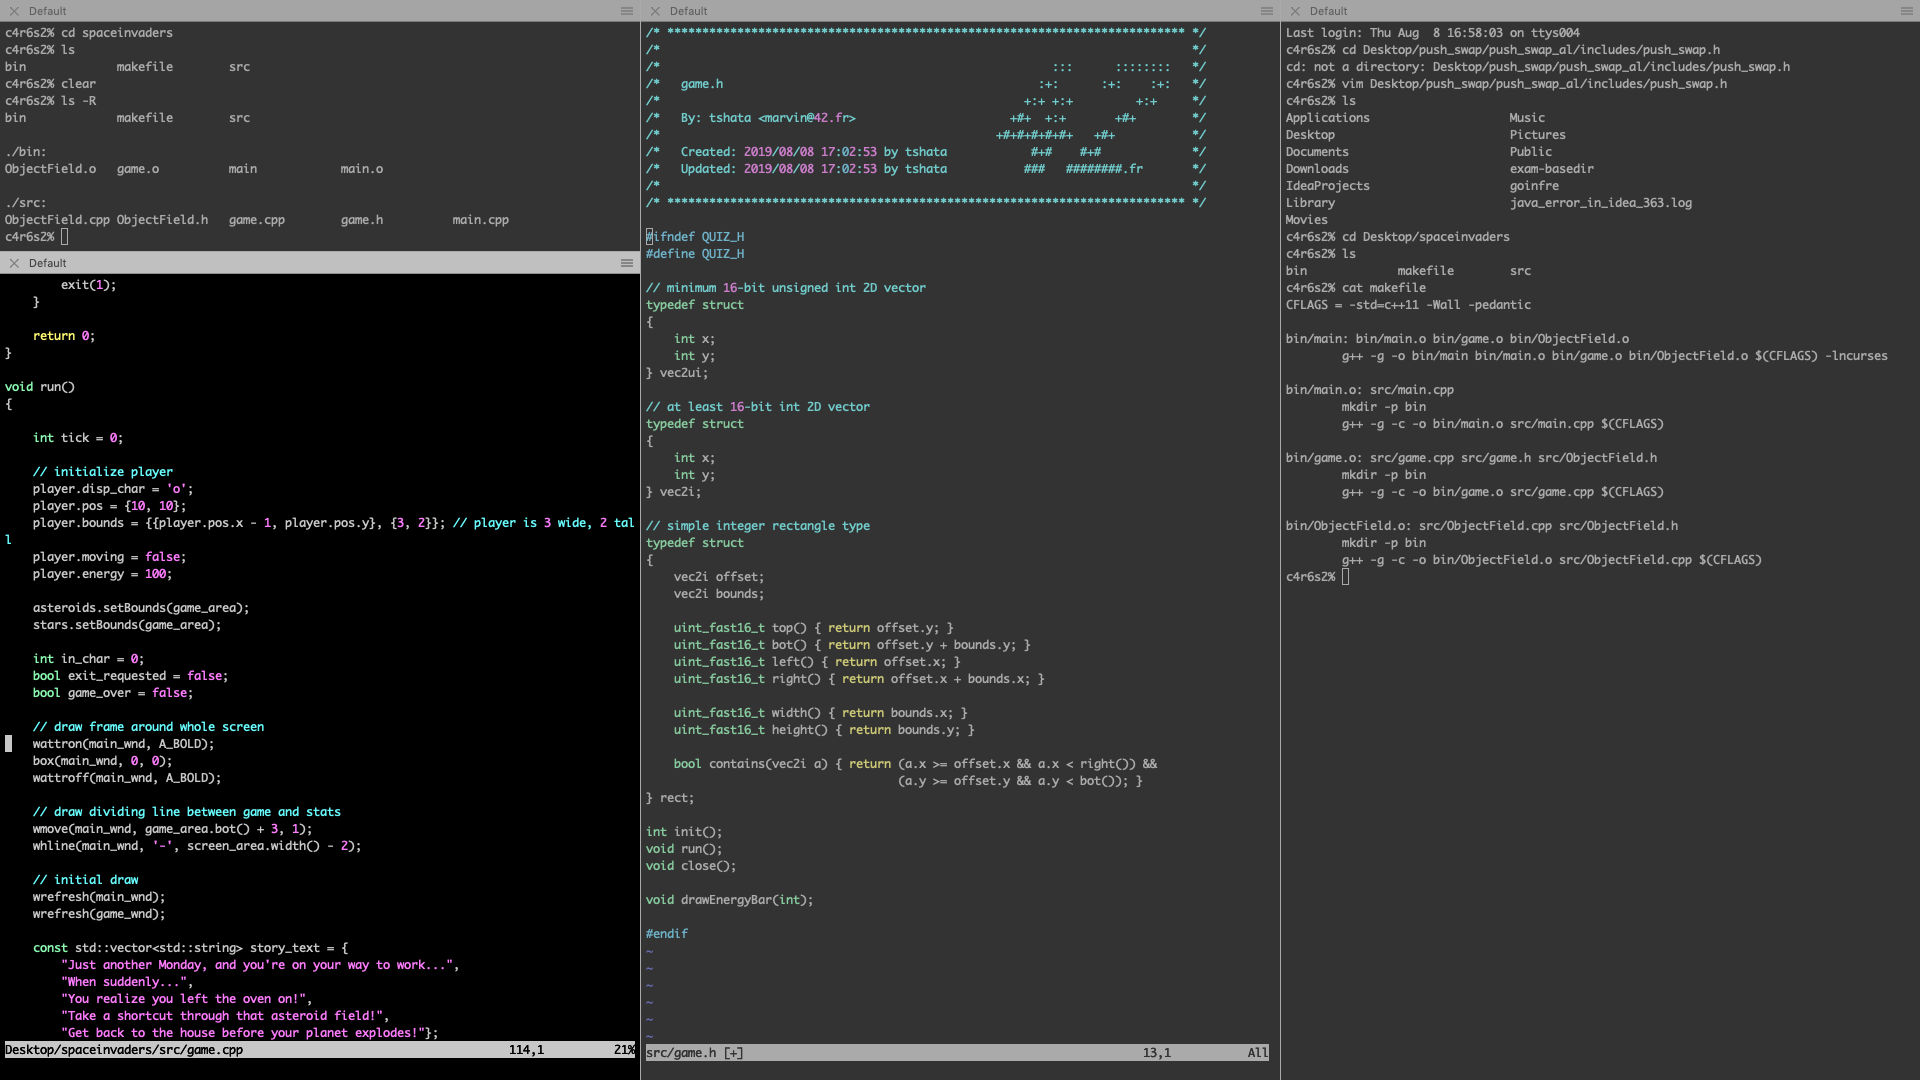 Default
c4r6s2% cd spaceinvaders
c4r6s2% ls
bin             makefile        src
c4r6s2% clear
c4r6s2% ls -R
bin             makefile        src

./bin:
ObjectField.o   game.o          main            main.o

./src:
ObjectField.cpp ObjectField.h   game.cpp        game.h          main.cpp
c4r6s2%
Default
        exit(1);
    }

    return 0;
}

void run()
{

    int tick = 0;

    // initialize player
    player.disp_char = 'o';
    player.pos = {10, 10};
    player.bounds = {{player.pos.x - 1, player.pos.y}, {3, 2}}; // player is 3 wide, 2 tal
l
    player.moving = false;
    player.energy = 100;

    asteroids.setBounds(game_area);
    stars.setBounds(game_area);

    int in_char = 0;
    bool exit_requested = false;
    bool game_over = false;

    // draw frame around whole screen
    wattron(main_wnd, A_BOLD);
    box(main_wnd, 0, 0);
    wattroff(main_wnd, A_BOLD);

    // draw dividing line between game and stats
    wmove(main_wnd, game_area.bot() + 3, 1);
    whline(main_wnd, '-', screen_area.width() - 2);

    // initial draw
    wrefresh(main_wnd);
    wrefresh(game_wnd);

    const std::vector<std::string> story_text = {
        "Just another Monday, and you're on your way to work...",
        "When suddenly...",
        "You realize you left the oven on!",
        "Take a shortcut through that asteroid field!",
        "Get back to the house before your planet explodes!"};
Desktop/spaceinvaders/src/game.cpp                                      114,1          21%
Default
/* ************************************************************************** */
/*                                                                            */
/*                                                        :::      ::::::::   */
/*   game.h                                             :+:      :+:    :+:   */
/*                                                    +:+ +:+         +:+     */
/*   By: tshata <marvin@42.fr>                      +#+  +:+       +#+        */
/*                                                +#+#+#+#+#+   +#+           */
/*   Created: 2019/08/08 17:02:53 by tshata            #+#    #+#             */
/*   Updated: 2019/08/08 17:02:53 by tshata           ###   ########.fr       */
/*                                                                            */
/* ************************************************************************** */

#ifndef QUIZ_H
#define QUIZ_H

// minimum 16-bit unsigned int 2D vector
typedef struct
{
    int x;
    int y;
} vec2ui;

// at least 16-bit int 2D vector
typedef struct
{
    int x;
    int y;
} vec2i;

// simple integer rectangle type
typedef struct
{
    vec2i offset;
    vec2i bounds;

    uint_fast16_t top() { return offset.y; }
    uint_fast16_t bot() { return offset.y + bounds.y; }
    uint_fast16_t left() { return offset.x; }
    uint_fast16_t right() { return offset.x + bounds.x; }

    uint_fast16_t width() { return bounds.x; }
    uint_fast16_t height() { return bounds.y; }

    bool contains(vec2i a) { return (a.x >= offset.x && a.x < right()) &&
                                    (a.y >= offset.y && a.y < bot()); }
} rect;

int init();
void run();
void close();

void drawEnergyBar(int);

#endif
~
~
~
~
~
~
src/game.h [+]                                                         13,1           All
Default
Last login: Thu Aug  8 16:58:03 on ttys004
c4r6s2% cd Desktop/push_swap/push_swap_al/includes/push_swap.h
cd: not a directory: Desktop/push_swap/push_swap_al/includes/push_swap.h
c4r6s2% vim Desktop/push_swap/push_swap_al/includes/push_swap.h
c4r6s2% ls
Applications                    Music
Desktop                         Pictures
Documents                       Public
Downloads                       exam-basedir
IdeaProjects                    goinfre
Library                         java_error_in_idea_363.log
Movies
c4r6s2% cd Desktop/spaceinvaders
c4r6s2% ls
bin             makefile        src
c4r6s2% cat makefile
CFLAGS = -std=c++11 -Wall -pedantic

bin/main: bin/main.o bin/game.o bin/ObjectField.o
        g++ -g -o bin/main bin/main.o bin/game.o bin/ObjectField.o $(CFLAGS) -lncurses

bin/main.o: src/main.cpp
        mkdir -p bin
        g++ -g -c -o bin/main.o src/main.cpp $(CFLAGS)

bin/game.o: src/game.cpp src/game.h src/ObjectField.h
        mkdir -p bin
        g++ -g -c -o bin/game.o src/game.cpp $(CFLAGS)

bin/ObjectField.o: src/ObjectField.cpp src/ObjectField.h
        mkdir -p bin
        g++ -g -c -o bin/ObjectField.o src/ObjectField.cpp $(CFLAGS)
c4r6s2%